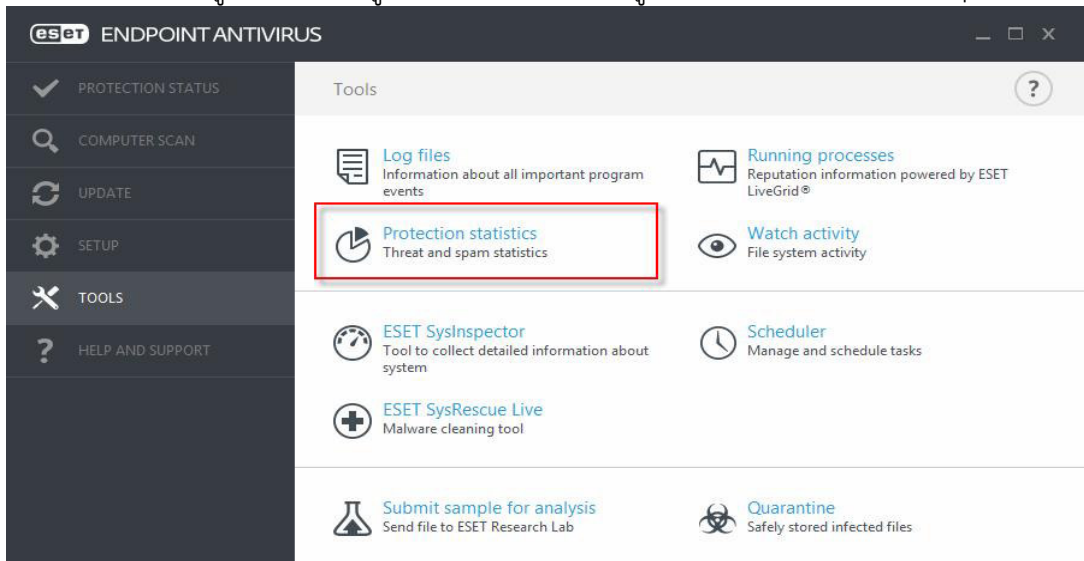 eset ENDPOINT ANTIVIRUS
PROTECTION STATUS
COMPUTER SCAN
UPDATE
SETUP
TOOLS
HELP AND SUPPORT
Tools
?
Log files
Information about all important program
events
Running processes
Reputation information powered by ESET
LiveGrid®
Protection statistics
Threat and spam statistics
Watch activity
File system activity
ESET SysInspector
Tool to collect detailed information about
system
Scheduler
Manage and schedule tasks
ESET SysRescue Live
Malware cleaning tool
Submit sample for analysis
Send file to ESET Research Lab
Quarantine
Safely stored infected files